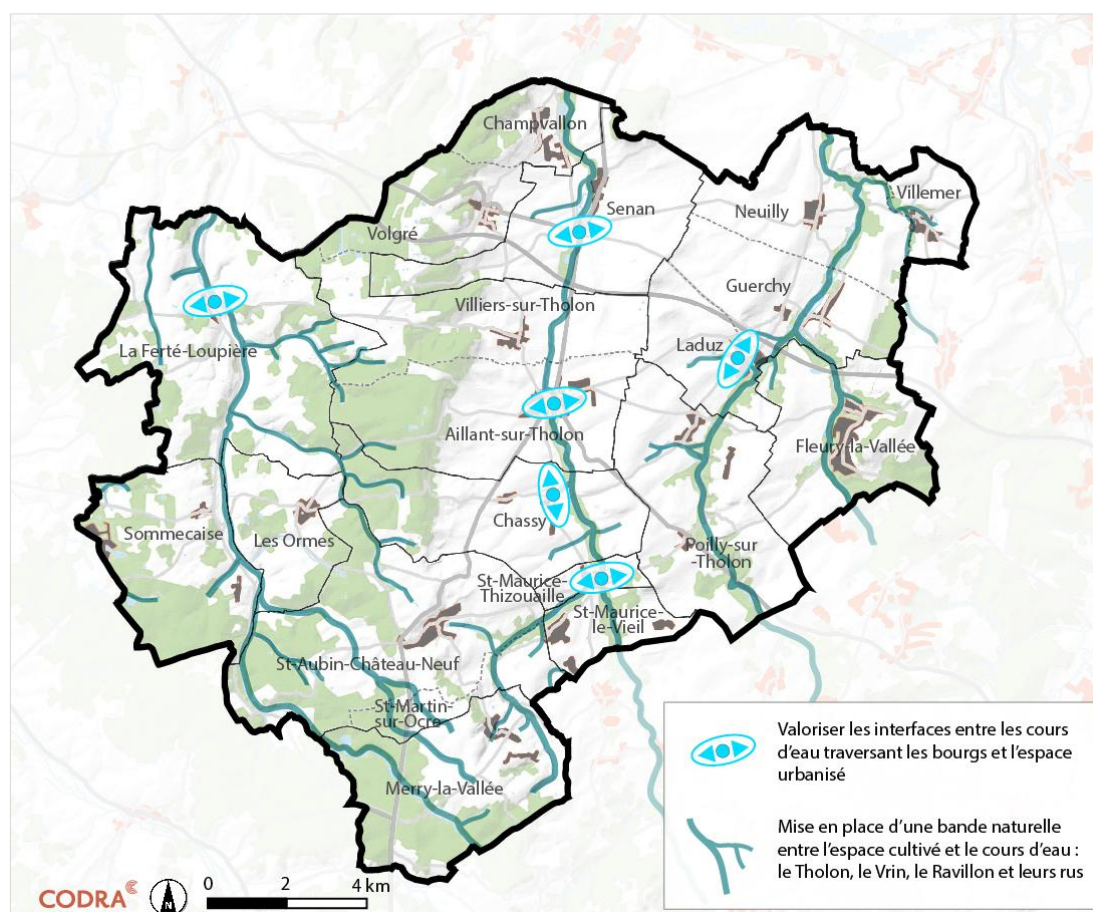 Champvallon
Villemer
Senan
Neuilly
Volgré
Guerchy
Villiers-sur-Tholon
Laduz
La Ferté-Loupière
Aillant-sur-Tholon
Fleury-la-Vallée
Chassy
Sommecaise
Les Ormes
Poilly-sur
-Tholon
St-Maurice-
Thizouaille
St-Maurice-
le-Vieil
St-Aubin-Château-Neuf
St-Martin-
sur-Ocre
Merry-la-Vallée
Valoriser les interfaces entre les cours
d'eau traversant les bourgs et l'espace
urbanisé
Mise en place d'une bande naturelle
entre l'espace cultivé et le cours d'eau :
le Tholon, le Vrin, le Ravillon et leurs rus
CODRA
N
0 2 4 km